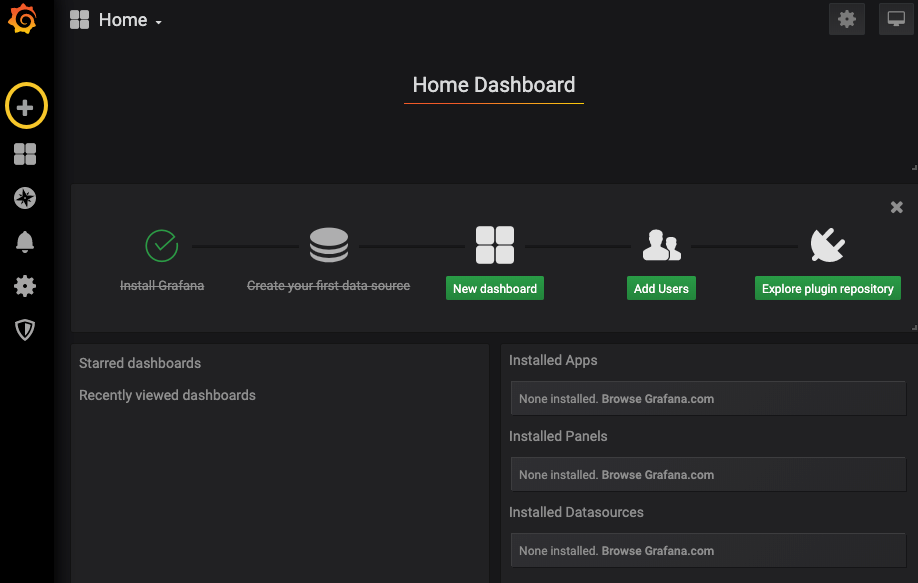 Home
Home Dashboard
Install Grafana
Create your first data source
New dashboard
Add Users
Explore plugin repository
Starred dashboards
Recently viewed dashboards
Installed Apps
None installed. Browse Grafana.com
Installed Panels
None installed. Browse Grafana.com
Installed Datasources
None installed. Browse Grafana.com